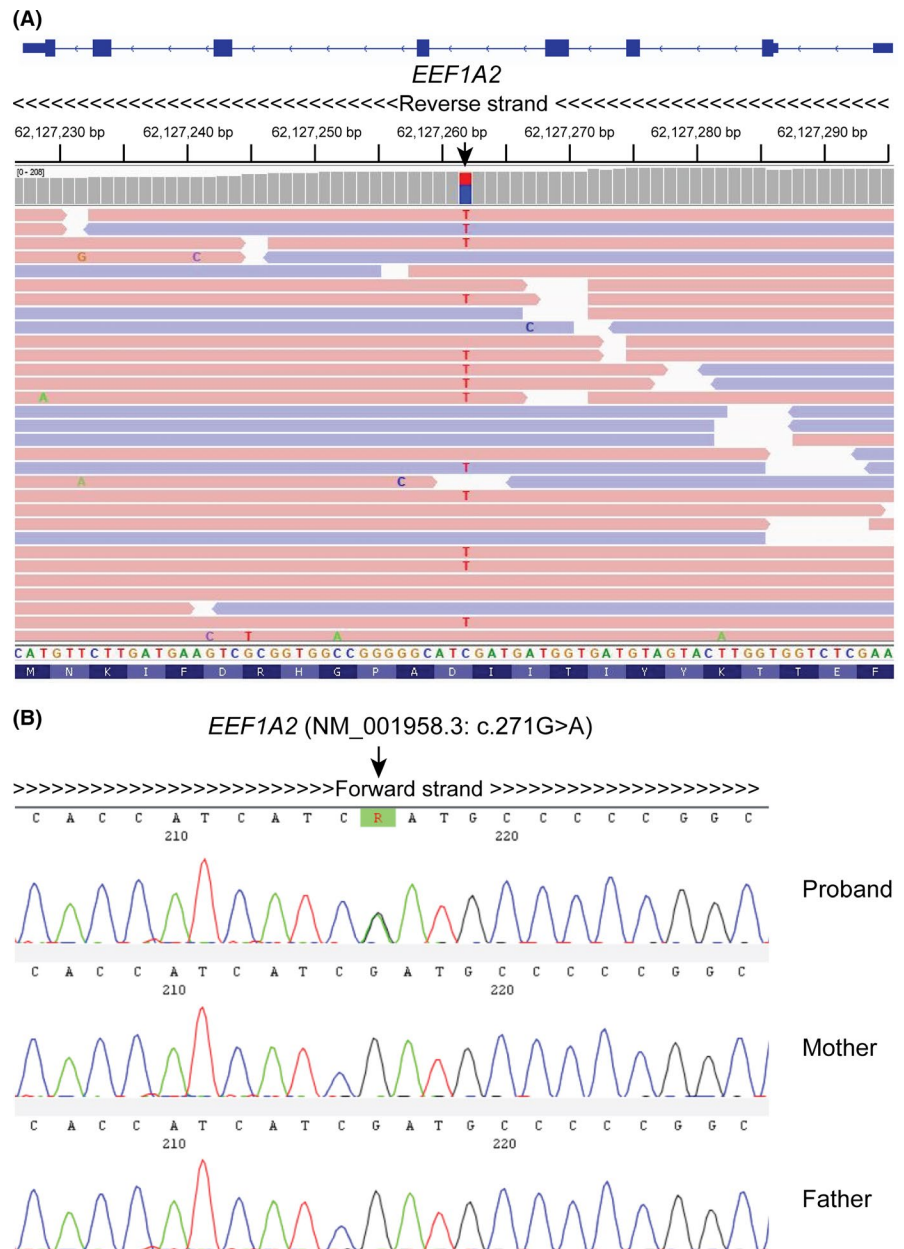 (A)
EEF1A2
<<<<<<<<<<<<<<<<<<<<<<<<<<<<<<Reverse strand <<<<<<<<<<<<<<<<<<<<<<<<<<
62,127,230 bp 62,127,240 bp 62,127,250 bp 62,127,260 bp 62,127,270 bp 62,127,280 bp 62,127,290 bp
[0 - 208]
T
T
T
G C
T
C
T
T
T
A T
T
A C
T
T
T
T
C T A A
CATGTTCTTGATGAAGTCGCGGTGGCCGGGGGCATCGATGATGGTGATGTAGTACTTGGTGGTCTCGAA
M N K I F D R H G P A D I I T I Y Y K T T E F
(B)
EEF1A2 (NM_001958.3: c.271G>A)
>>>>>>>>>>>>>>>>>>>>>>>>>Forward strand >>>>>>>>>>>>>>>>>>>>>
C A C C A T C A T C R A T G C C C C C G G C
210 220
Proband
C A C C A T C A T C G A T G C C C C C G G C
210 220
Mother
C A C C A T C A T C G A T G C C C C C G G C
210 220
Father